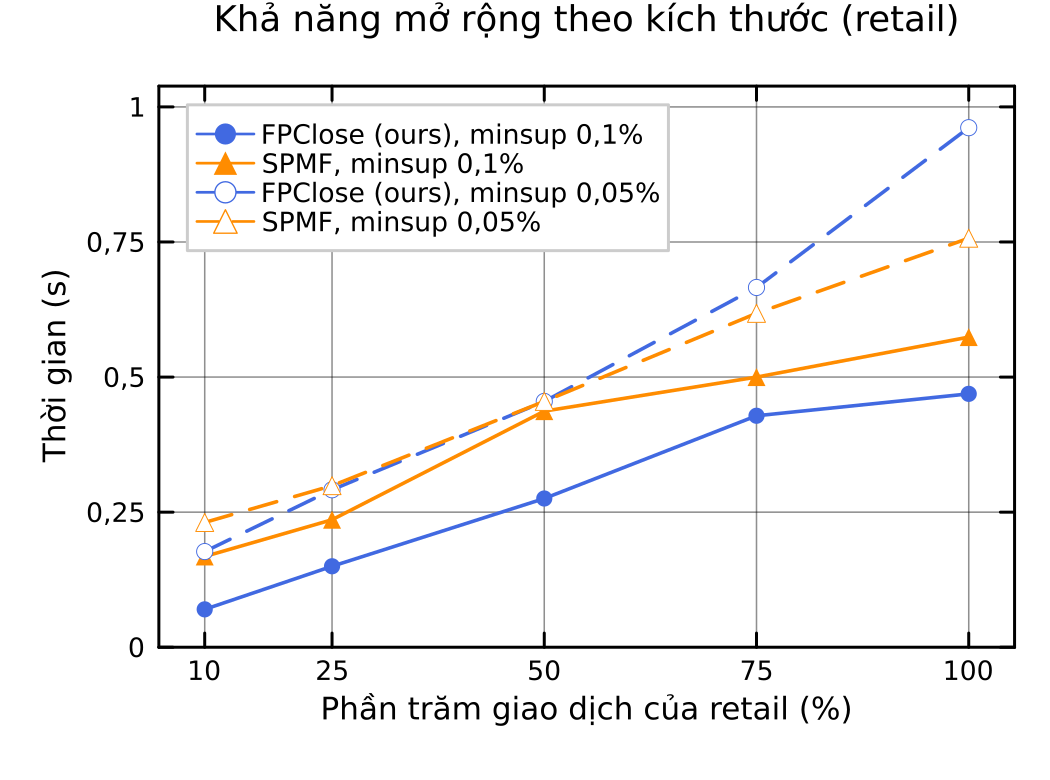 Khả năng mở rộng theo kích thước (retail)
FPClose (ours), minsup 0,1%
SPMF, minsup 0,1%
FPClose (ours), minsup 0,05%
SPMF, minsup 0,05%
Thời gian (s)
1
0,75
0,5
0,25
0
10 25 50 75 100
Phần trăm giao dịch của retail (%)